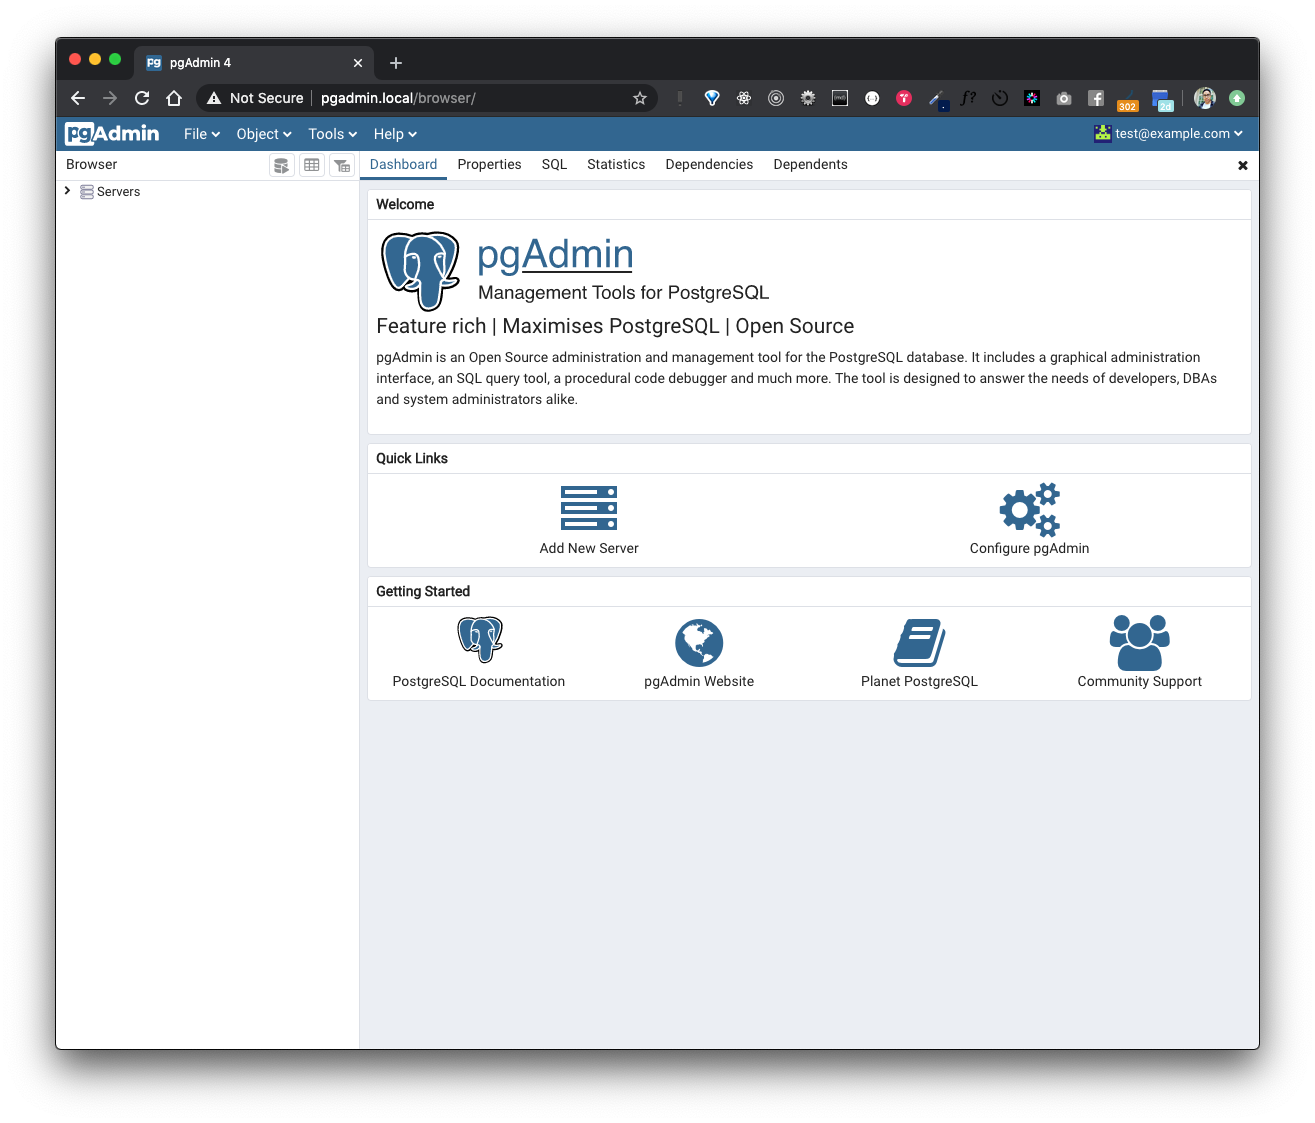 pgAdmin 4
Not Secure
pgadmin.local/browser/
f?
302
2d
pgAdmin
File
Object
Tools
Help
test@example.com
Browser
Dashboard
Properties
SQL
Statistics
Dependencies
Dependents
Servers
Welcome
pgAdmin
Management Tools for PostgreSQL
Feature rich | Maximises PostgreSQL | Open Source
pgAdmin is an Open Source administration and management tool for the PostgreSQL database. It includes a graphical administration
interface, an SQL query tool, a procedural code debugger and much more. The tool is designed to answer the needs of developers, DBAs
and system administrators alike.
Quick Links
Add New Server
Configure pgAdmin
Getting Started
PostgreSQL Documentation
pgAdmin Website
Planet PostgreSQL
Community Support